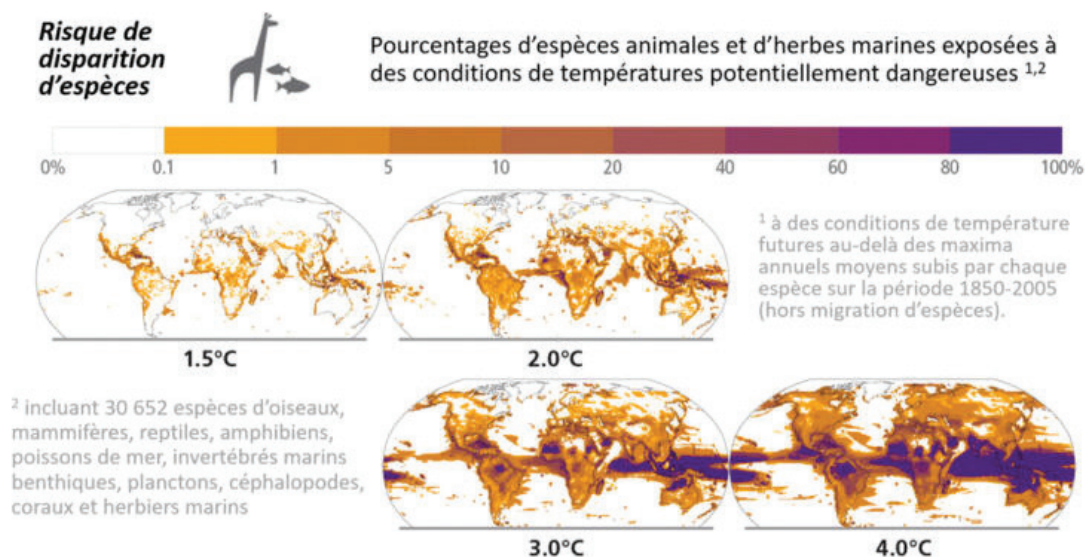 Risque de
disparition
d'espèces
Pourcentages d'espèces animales et d'herbes marines exposées à
des conditions de températures potentiellement dangereuses 1,2
0% 0.1 1 5 10 20 40 60 80 100%
1 à des conditions de température
futures au-delà des maxima
annuels moyens subis par chaque
espèce sur la période 1850-2005
(hors migration d'espèces).
1.5°C 2.0°C
2 incluant 30 652 espèces d'oiseaux,
mammifères, reptiles, amphibiens,
poissons de mer, invertébrés marins
benthiques, planctons, céphalopodes,
coraux et herbiers marins
3.0°C 4.0°C